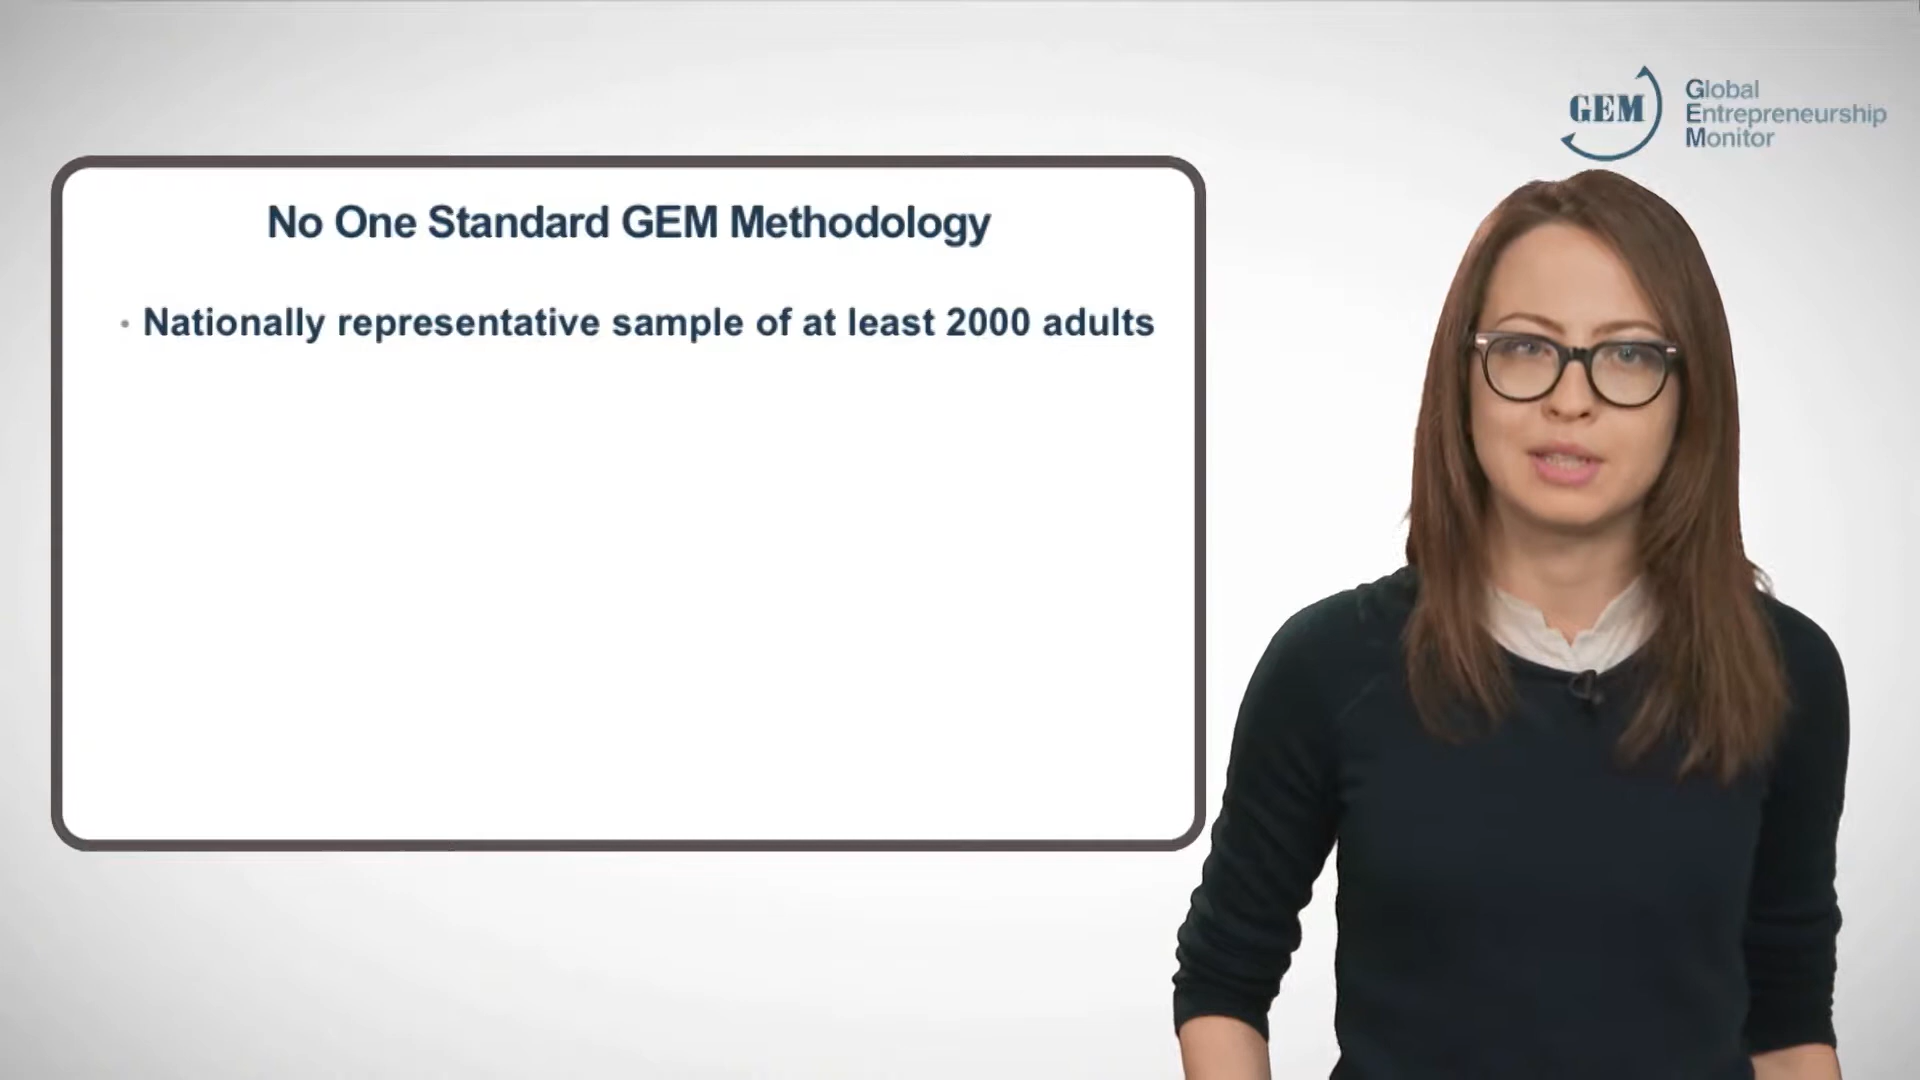 GEM
Global
Entrepreneurship
Monitor
No One Standard GEM Methodology
· Nationally representative sample of at least 2000 adults